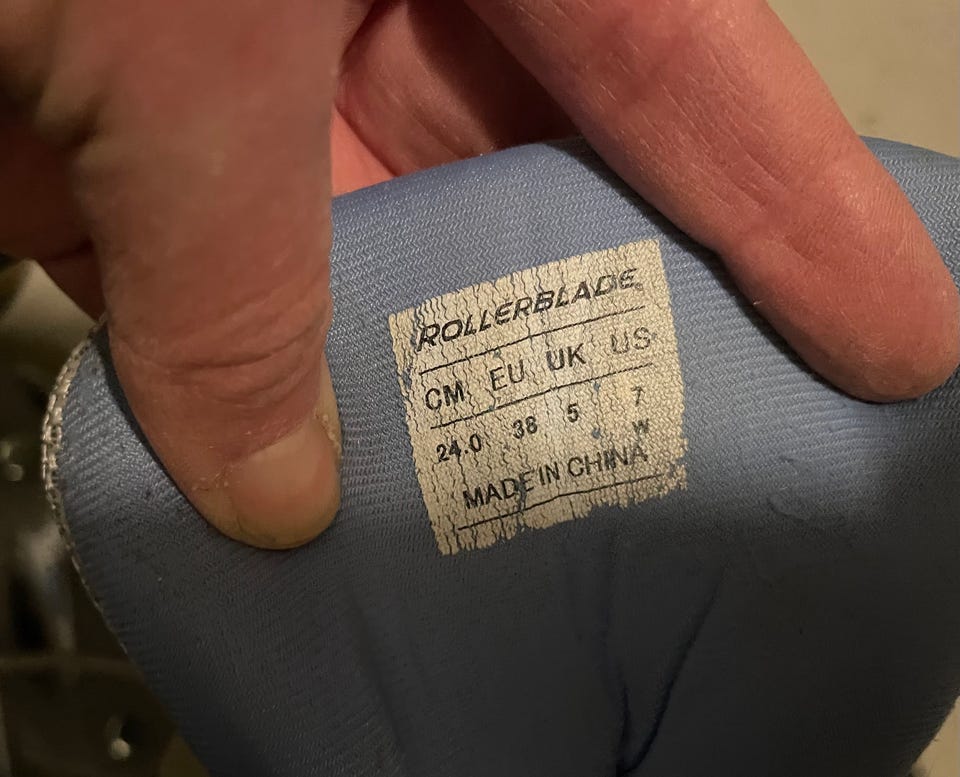 ROLLERBLADE
CM EU UK US
24.0 38 5 7
W
MADE IN CHINA